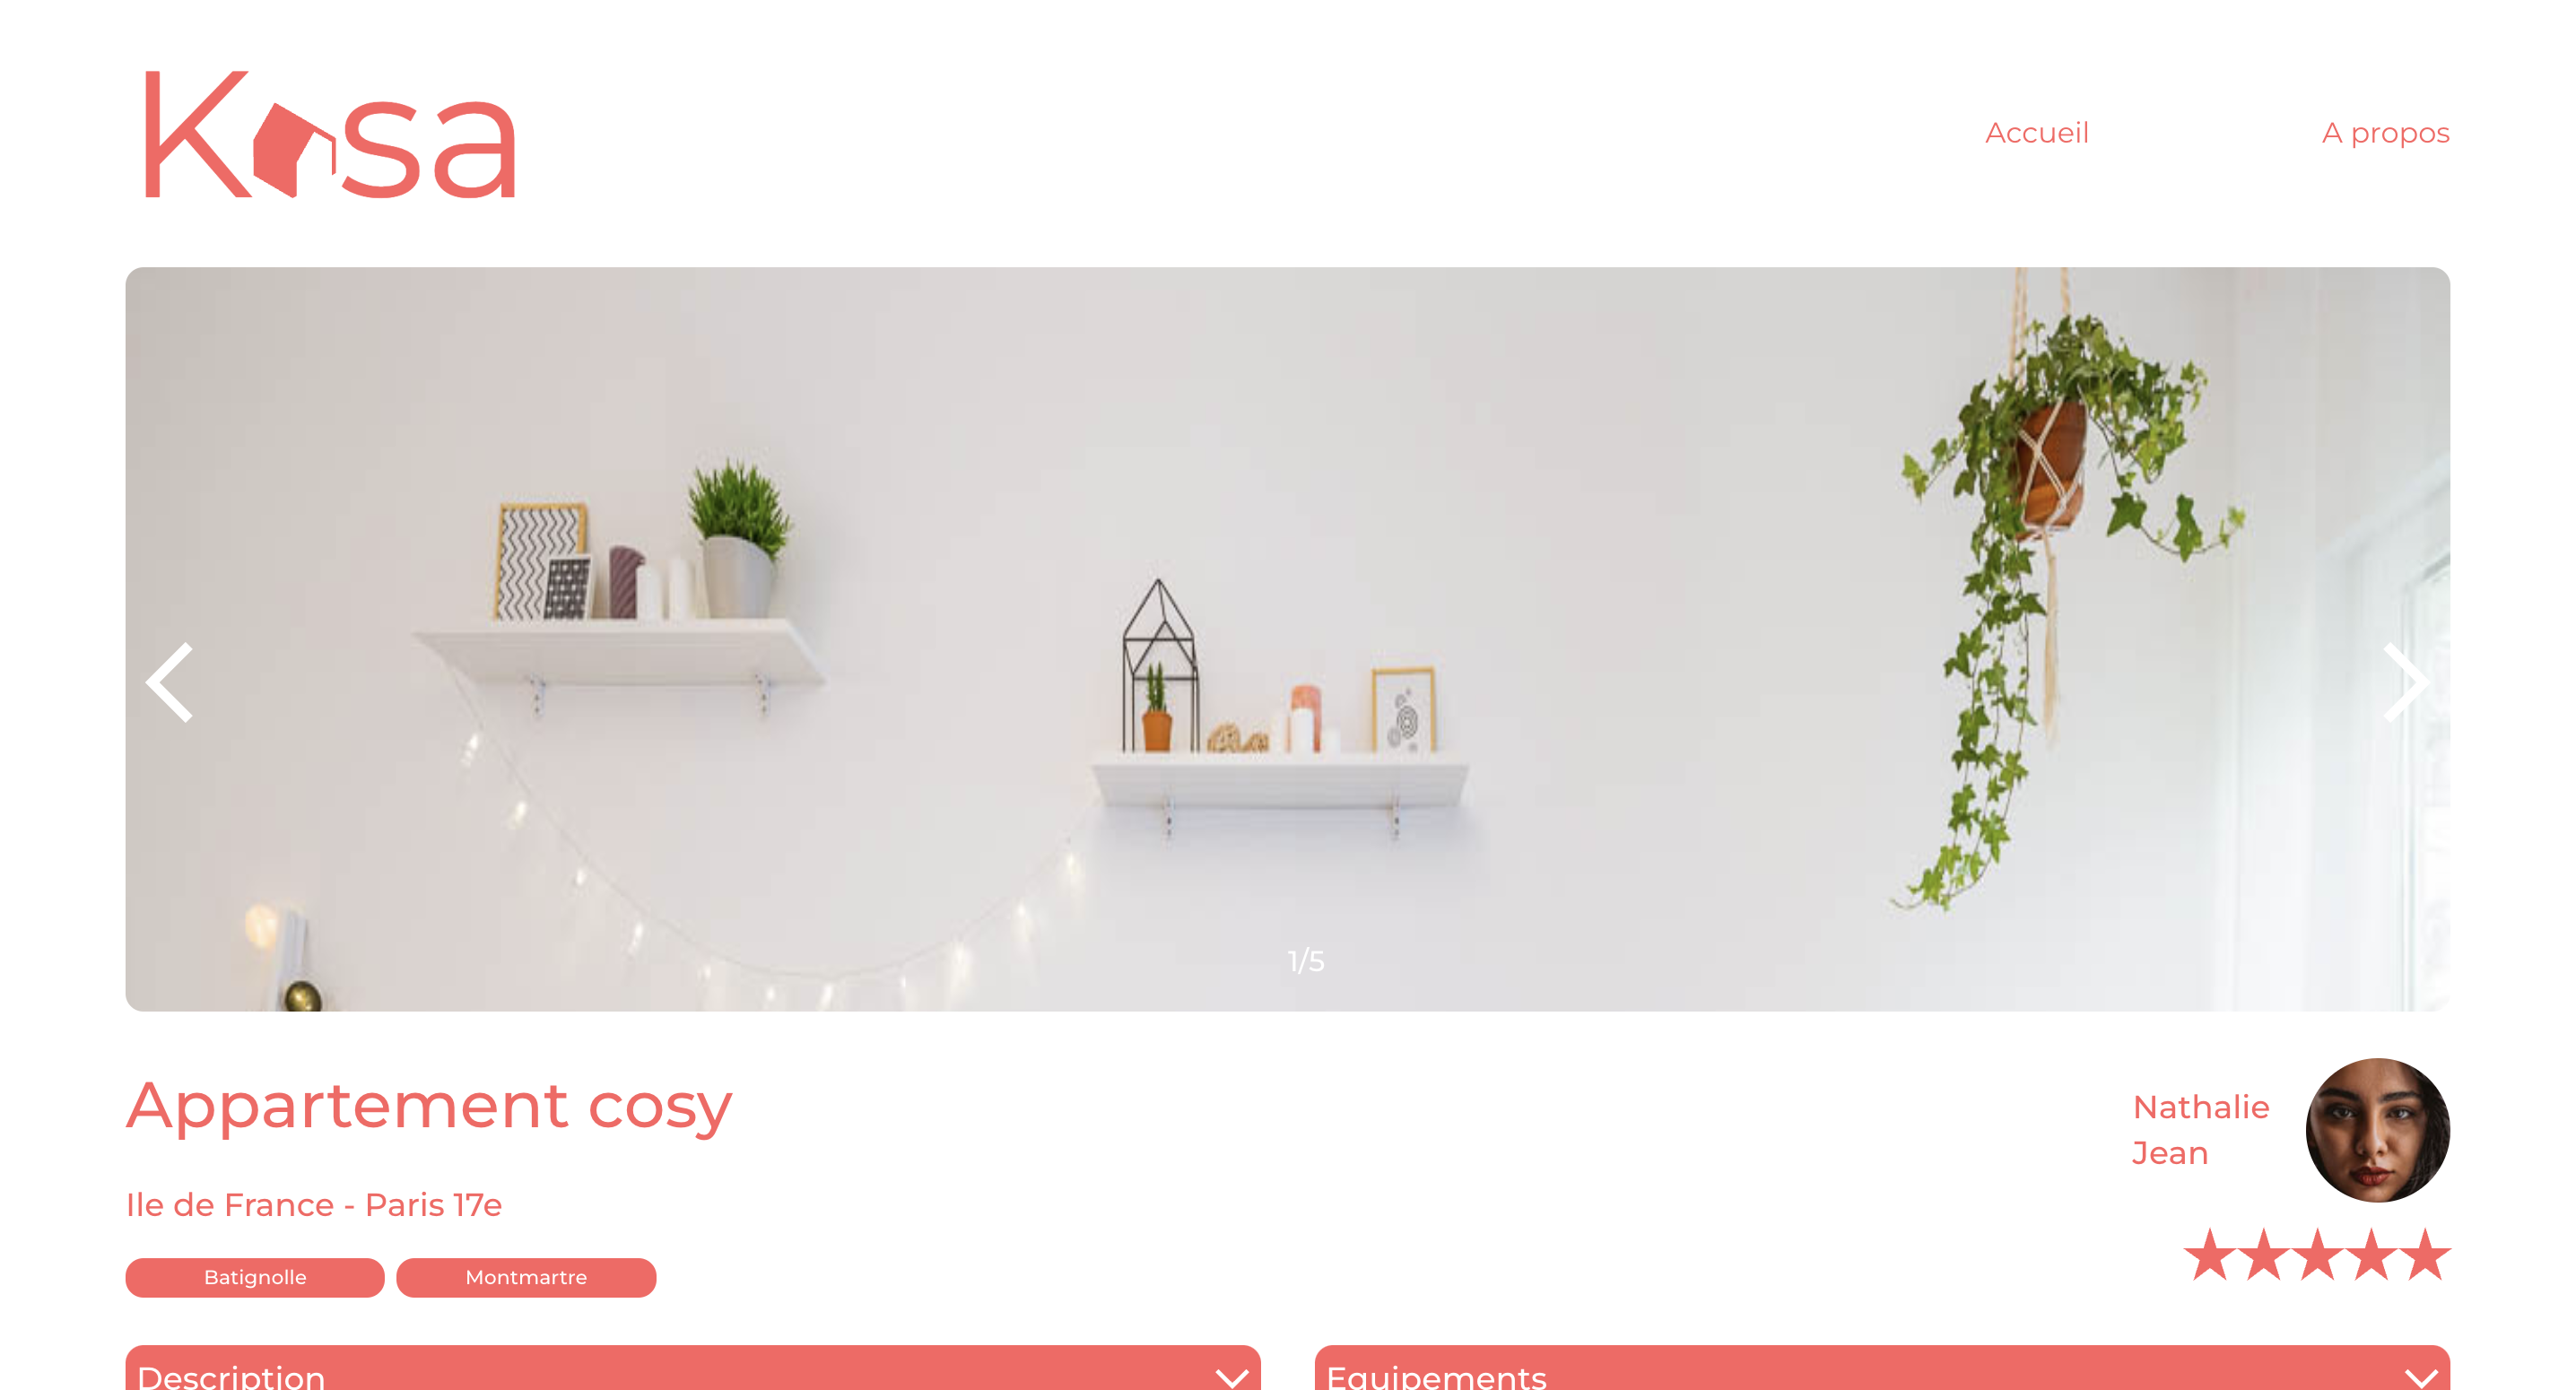 Kasa
Accueil
A propos
1/5
Appartement cosy
Nathalie
Jean
Ile de France - Paris 17e
Batignolle
Montmartre
Description
Equipements